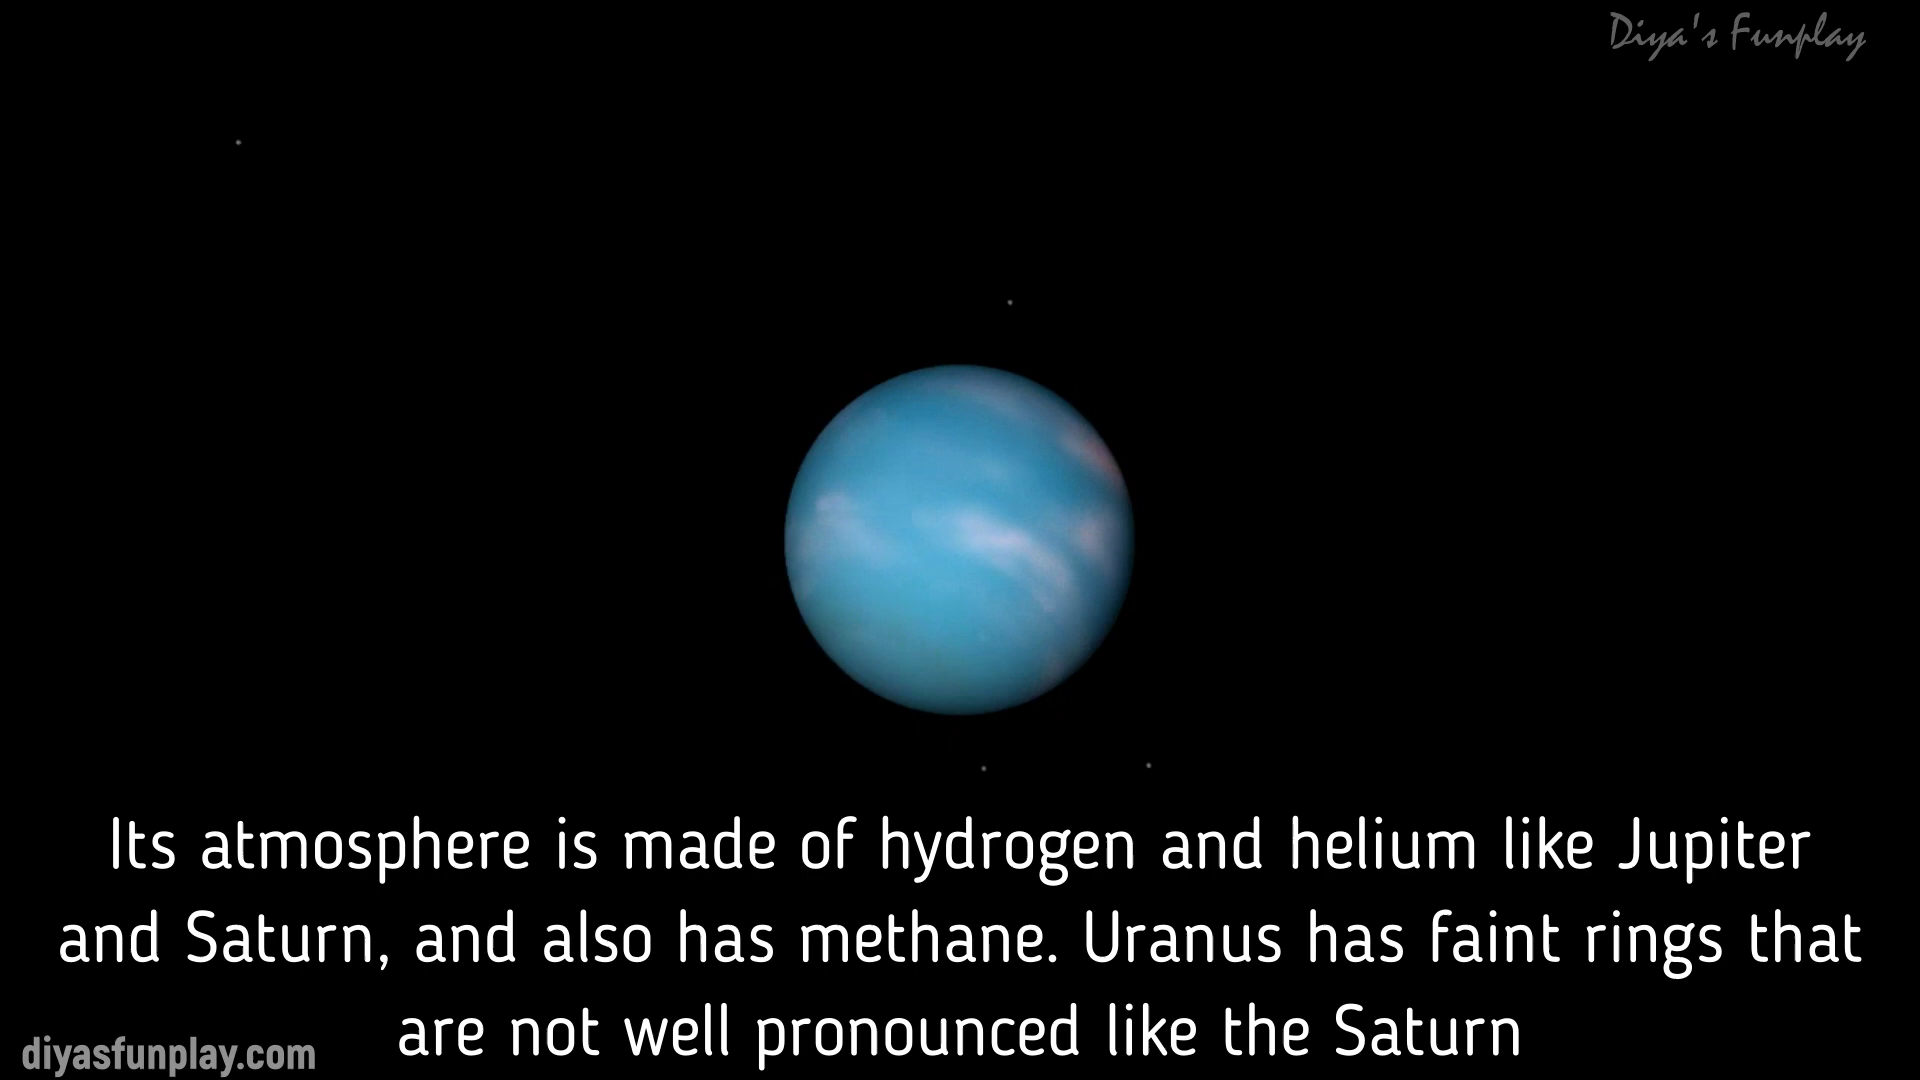 Diya's Funplay
Its atmosphere is made of hydrogen and helium like Jupiter
and Saturn, and also has methane. Uranus has faint rings that
are not well pronounced like the Saturn
diyasfunplay.com